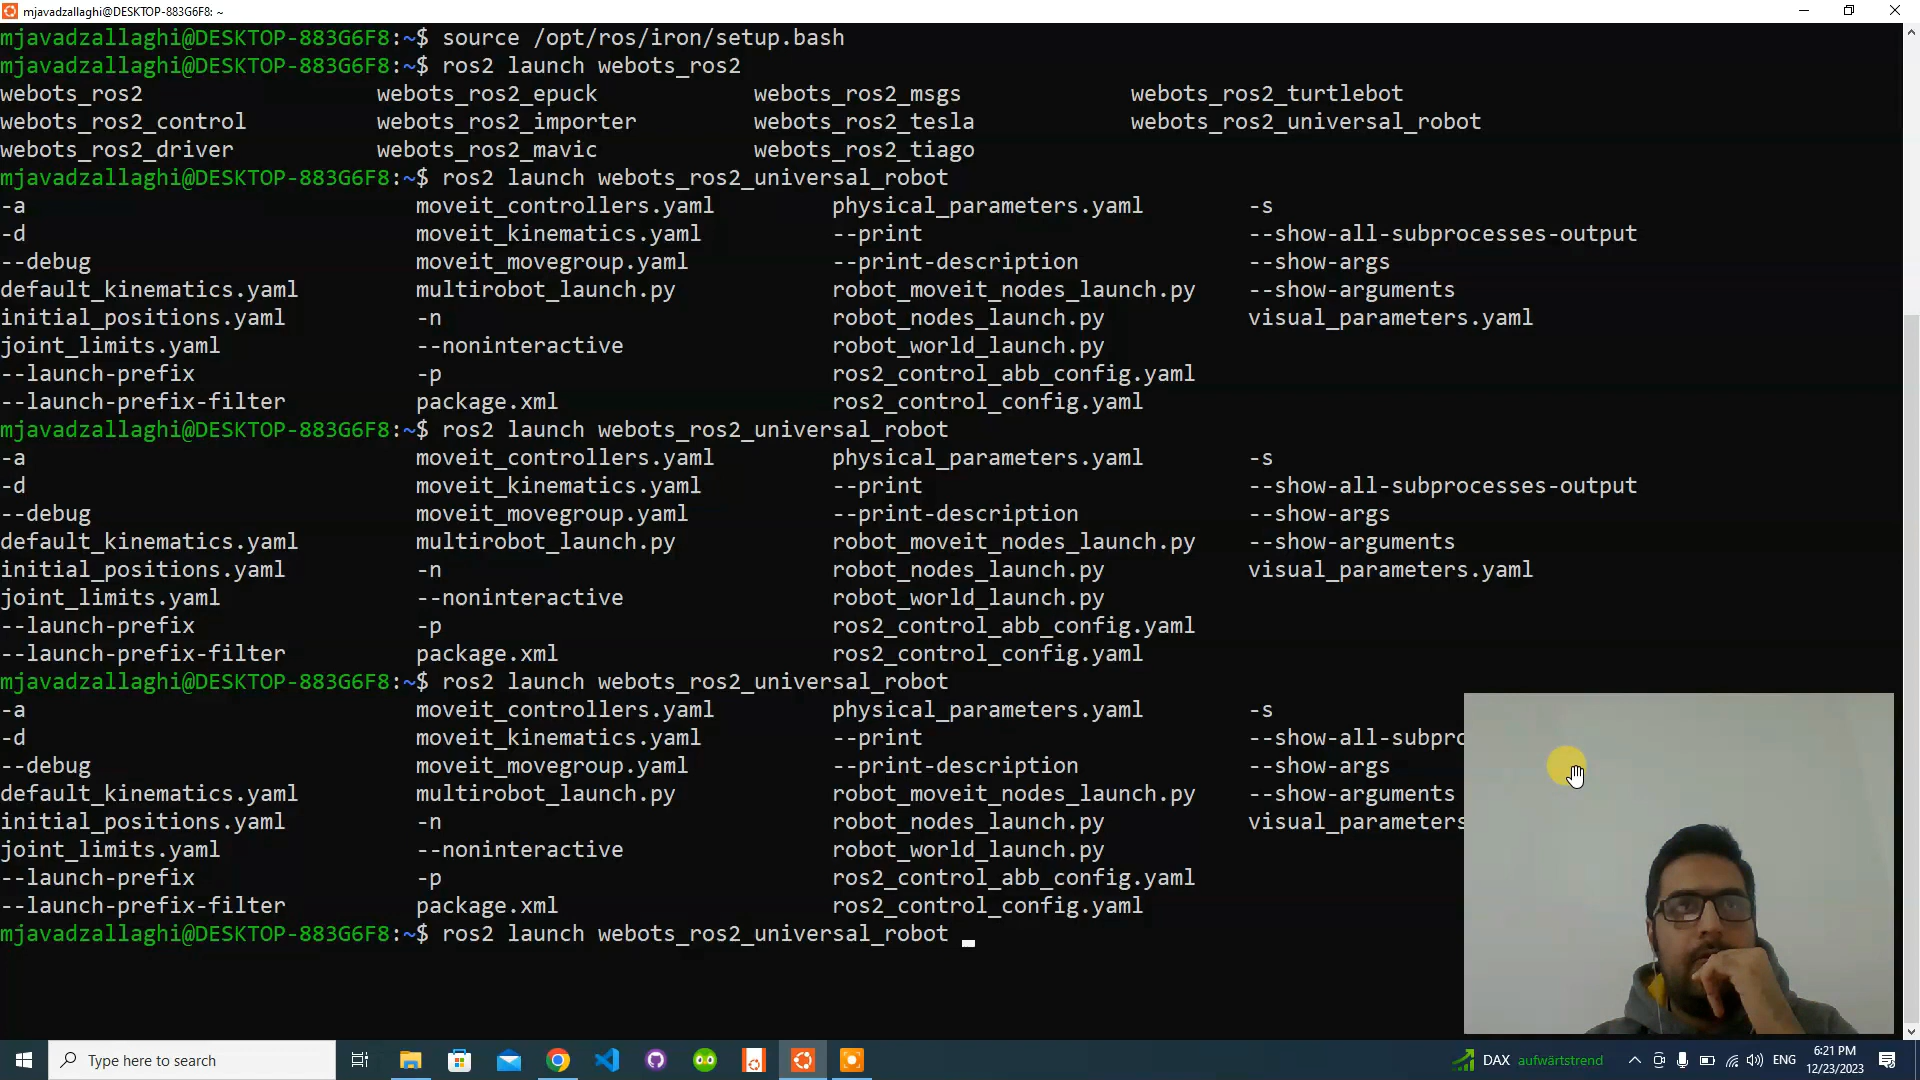 mjavadzallaghi@DESKTOP-883G6F8: ~
mjavadzallaghi@DESKTOP-883G6F8:~$ source /opt/ros/iron/setup.bash
mjavadzallaghi@DESKTOP-883G6F8:~$ ros2 launch webots_ros2
webots_ros2 webots_ros2_epuck webots_ros2_msgs webots_ros2_turtlebot
webots_ros2_control webots_ros2_importer webots_ros2_tesla webots_ros2_universal_robot
webots_ros2_driver webots_ros2_mavic webots_ros2_tiago
mjavadzallaghi@DESKTOP-883G6F8:~$ ros2 launch webots_ros2_universal_robot
-a moveit_controllers.yaml physical_parameters.yaml -s
-d moveit_kinematics.yaml --print --show-all-subprocesses-output
--debug moveit_movegroup.yaml --print-description --show-args
default_kinematics.yaml multirobot_launch.py robot_moveit_nodes_launch.py --show-arguments
initial_positions.yaml -n robot_nodes_launch.py visual_parameters.yaml
joint_limits.yaml --noninteractive robot_world_launch.py
--launch-prefix -p ros2_control_abb_config.yaml
--launch-prefix-filter package.xml ros2_control_config.yaml
mjavadzallaghi@DESKTOP-883G6F8:~$ ros2 launch webots_ros2_universal_robot
-a moveit_controllers.yaml physical_parameters.yaml -s
-d moveit_kinematics.yaml --print --show-all-subprocesses-output
--debug moveit_movegroup.yaml --print-description --show-args
default_kinematics.yaml multirobot_launch.py robot_moveit_nodes_launch.py --show-arguments
initial_positions.yaml -n robot_nodes_launch.py visual_parameters.yaml
joint_limits.yaml --noninteractive robot_world_launch.py
--launch-prefix -p ros2_control_abb_config.yaml
--launch-prefix-filter package.xml ros2_control_config.yaml
mjavadzallaghi@DESKTOP-883G6F8:~$ ros2 launch webots_ros2_universal_robot
-a moveit_controllers.yaml physical_parameters.yaml -s
-d moveit_kinematics.yaml --print --show-all-subpro
--debug moveit_movegroup.yaml --print-description --show-args
default_kinematics.yaml multirobot_launch.py robot_moveit_nodes_launch.py --show-arguments
initial_positions.yaml -n robot_nodes_launch.py visual_parameters
joint_limits.yaml --noninteractive robot_world_launch.py
--launch-prefix -p ros2_control_abb_config.yaml
--launch-prefix-filter package.xml ros2_control_config.yaml
mjavadzallaghi@DESKTOP-883G6F8:~$ ros2 launch webots_ros2_universal_robot
Type here to search
DAX aufwärtstrend
ENG
6:21 PM
12/23/2023